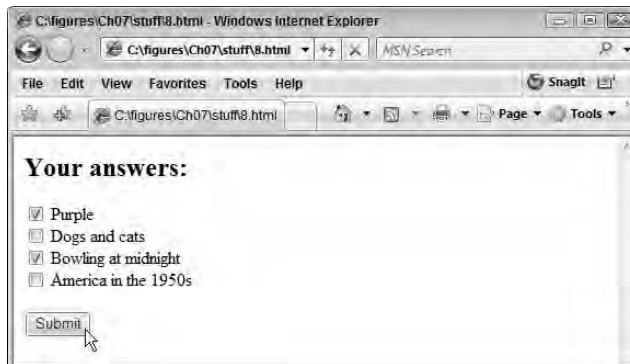 C:\figures\Ch07\stuff\8.html - Windows Internet Explorer
C:\figures\Ch07\stuff\8.html MSN Search
File Edit View Favorites Tools Help Snagit
C:\figures\Ch07\stuff\8.html Page Tools
Your answers:
Purple
Dogs and cats
Bowling at midnight
America in the 1950s
Submit